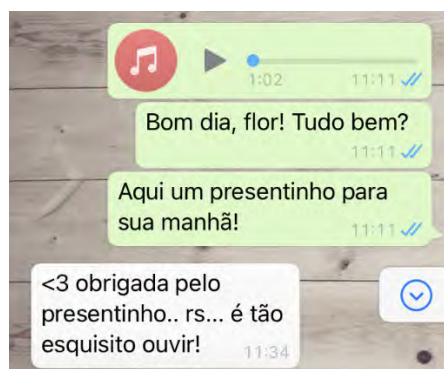 1:02 11:11
Bom dia, flor! Tudo bem?
11:11
Aqui um presentinho para
sua manhã!
11:11
<3 obrigada pelo
presentinho.. rs... é tão
esquisito ouvir!
11:34